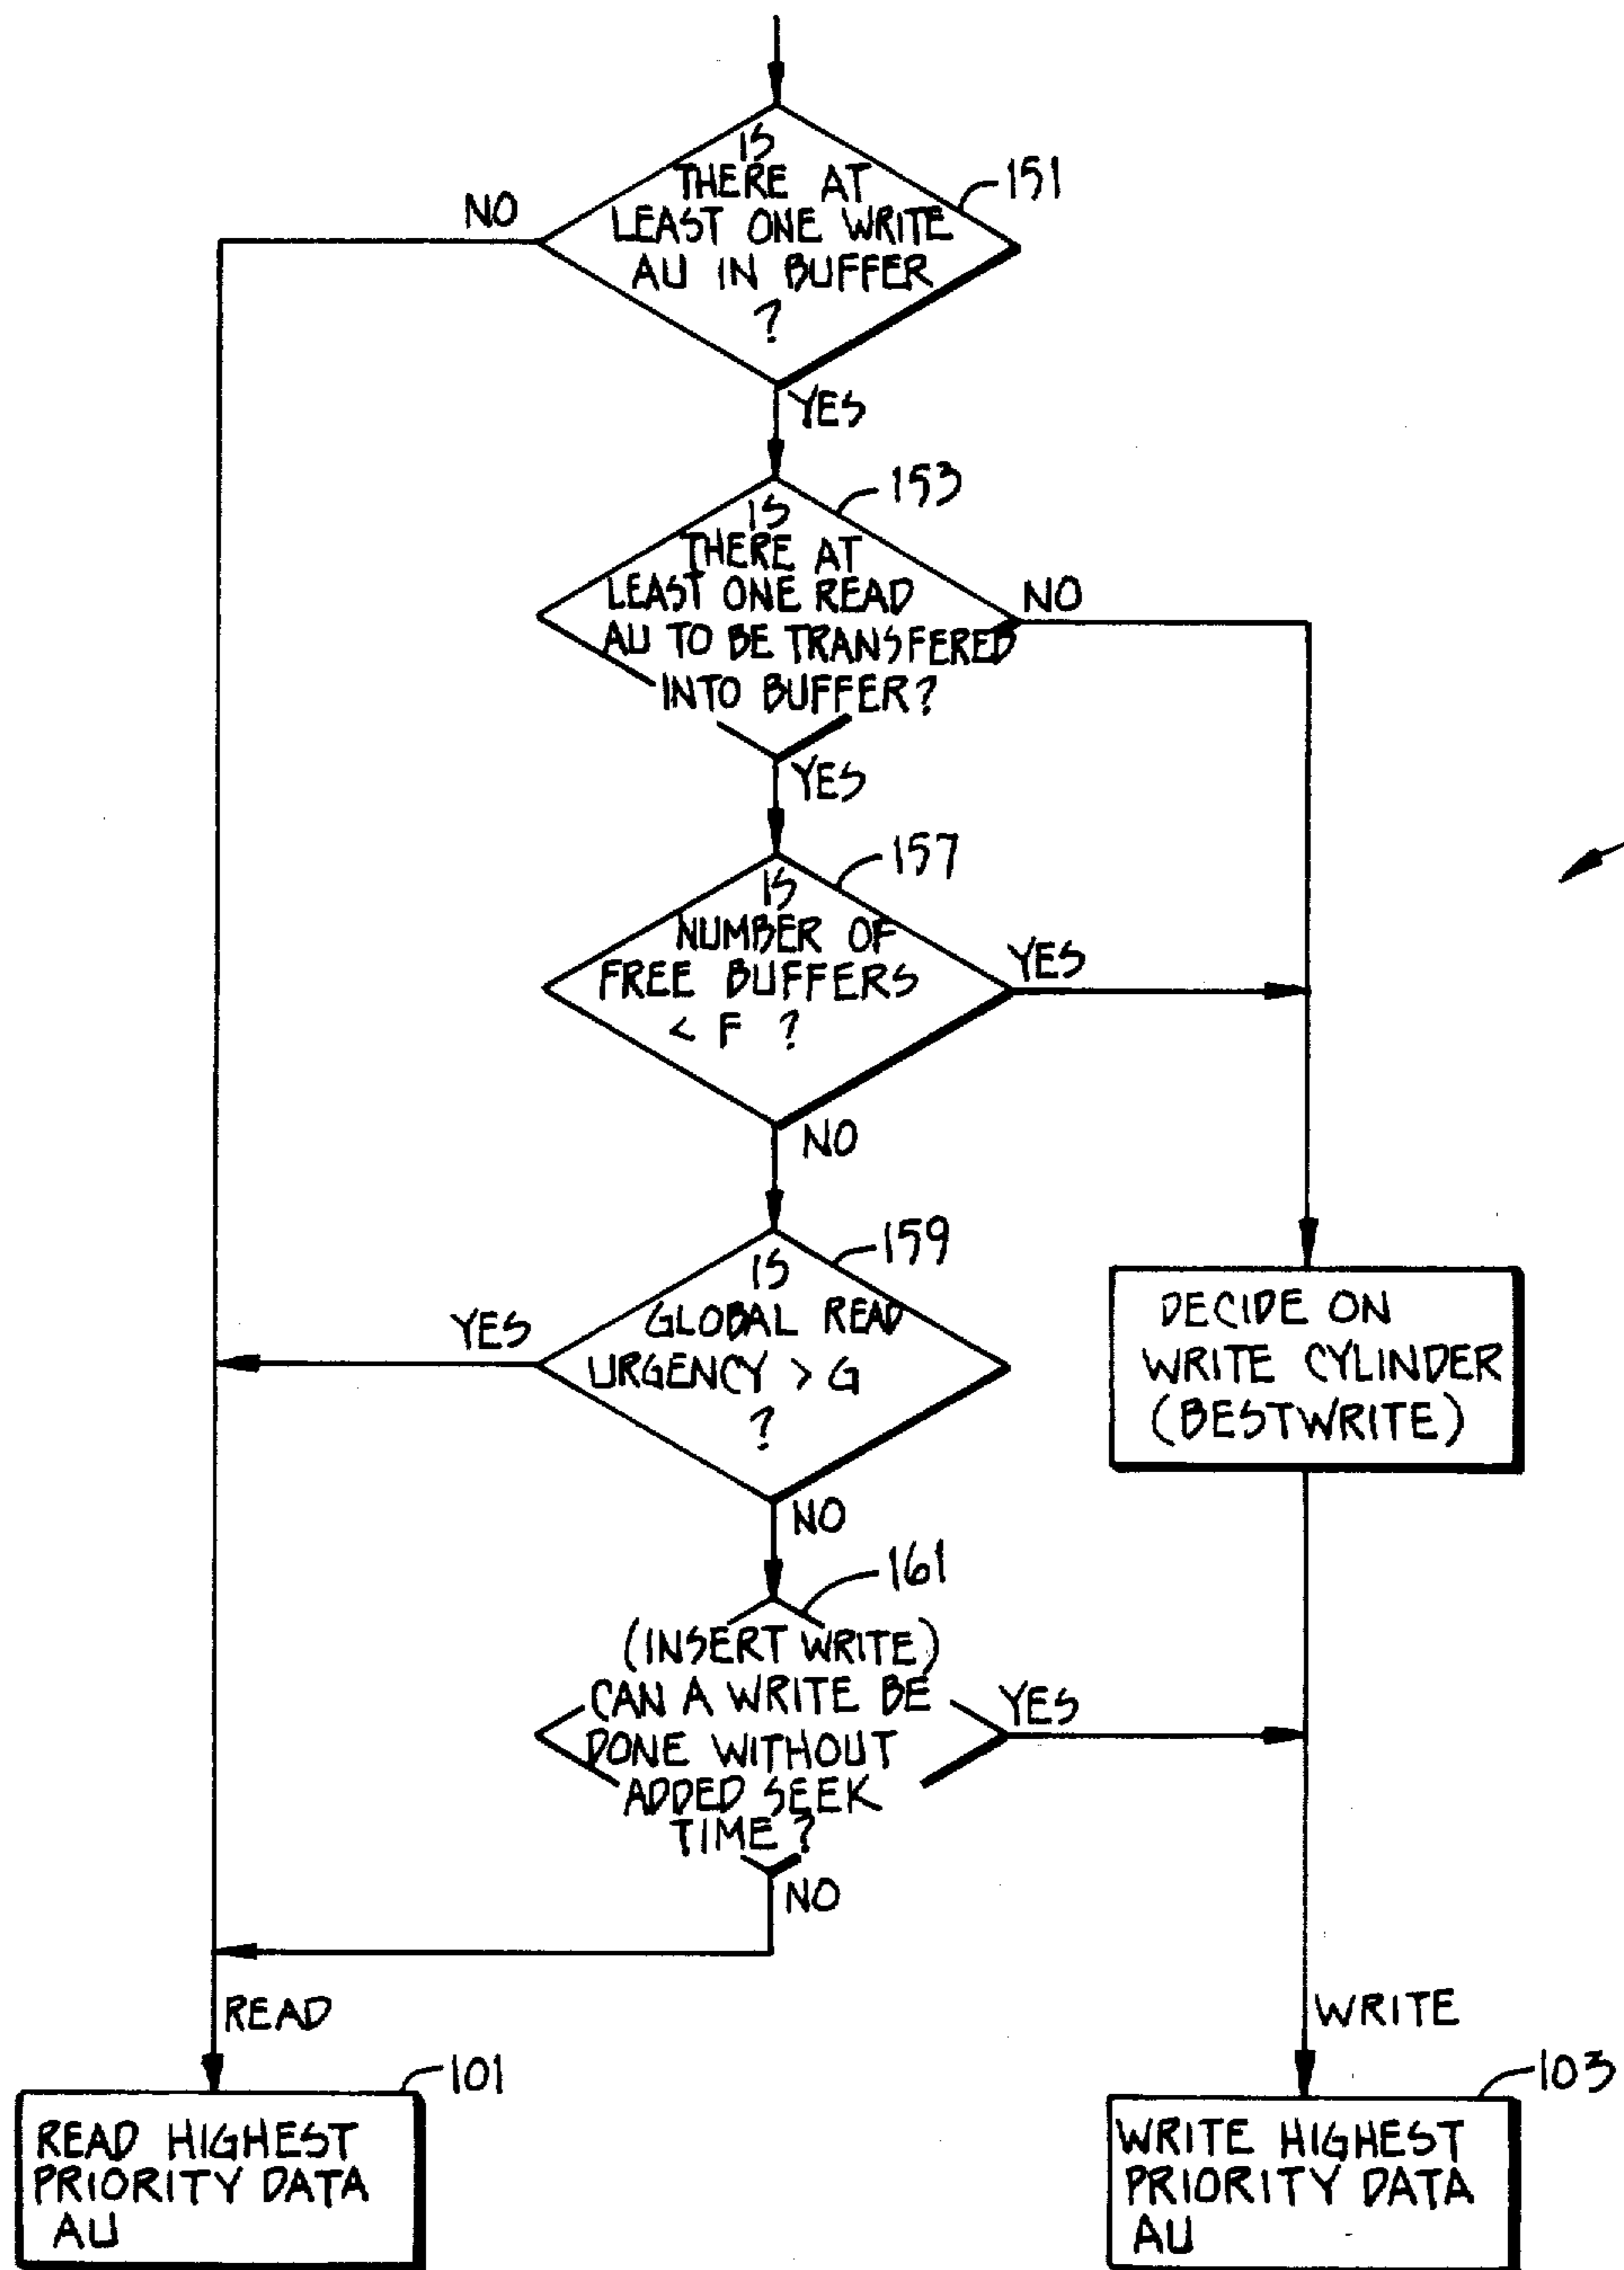 IS
THERE AT
LEAST ONE WRITE
AU IN BUFFER
?
151
NO
YES
IS
THERE AT
LEAST ONE READ
AU TO BE TRANSFERED
INTO BUFFER?
153
NO
YES
IS
NUMBER OF
FREE BUFFERS
< F ?
157
YES
NO
IS
GLOBAL READ
URGENCY > G
?
159
YES
NO
DECIDE ON
WRITE CYLINDER
(BESTWRITE)
161
(INSERT WRITE)
CAN A WRITE BE
DONE WITHOUT
ADDED SEEK
TIME?
YES
NO
READ
WRITE
101
READ HIGHEST
PRIORITY DATA
AU
103
WRITE HIGHEST
PRIORITY DATA
AU